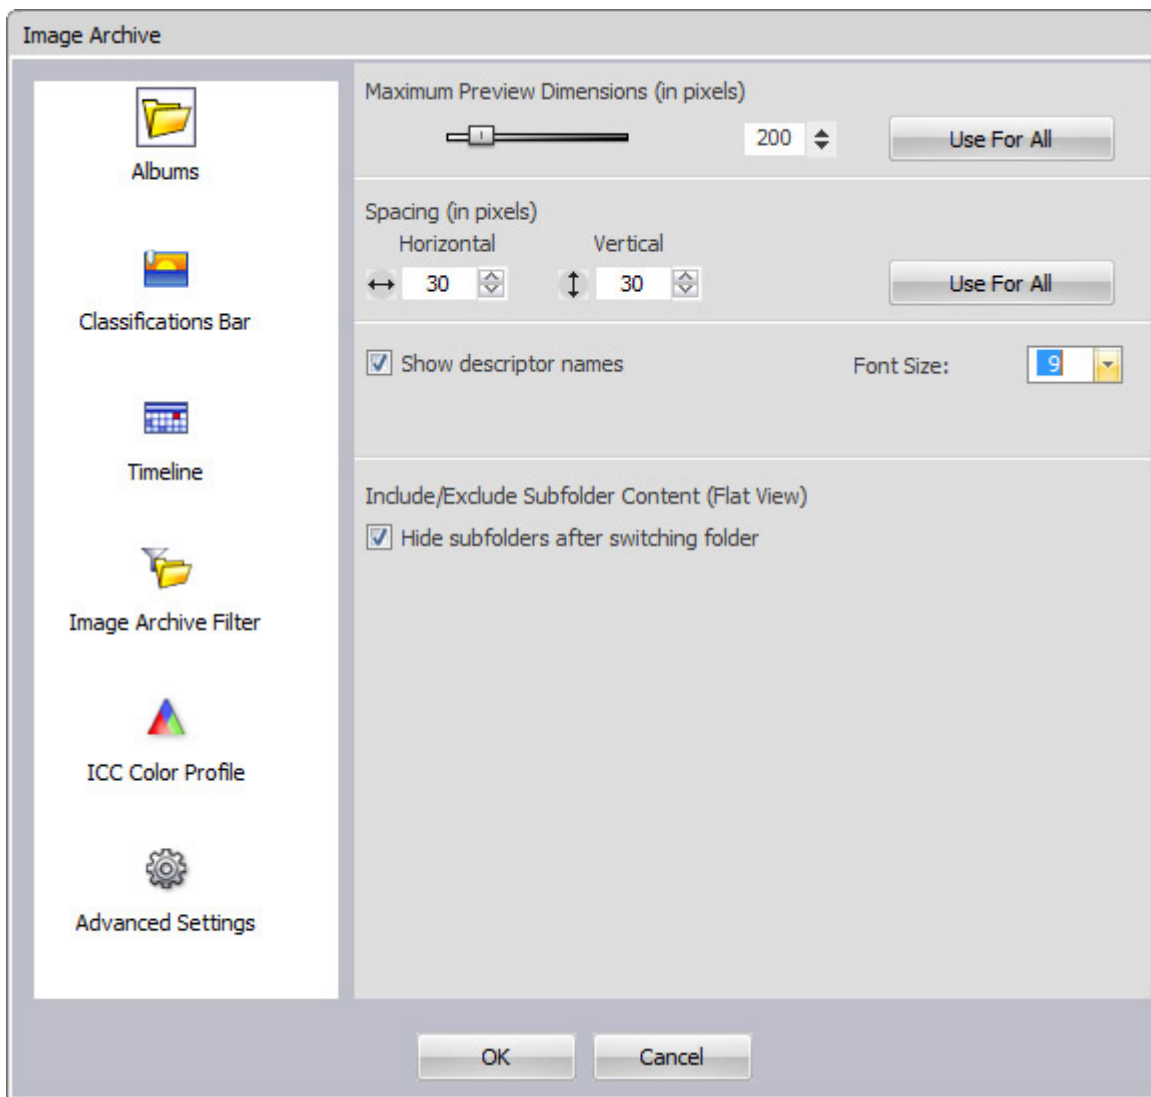 Image Archive
Albums
Classifications Bar
Timeline
Image Archive Filter
ICC Color Profile
Advanced Settings
Maximum Preview Dimensions (in pixels)
200
Use For All
Spacing (in pixels)
Horizontal Vertical
30 30
Use For All
Show descriptor names Font Size: 9
Include/Exclude Subfolder Content (Flat View)
Hide subfolders after switching folder
OK Cancel